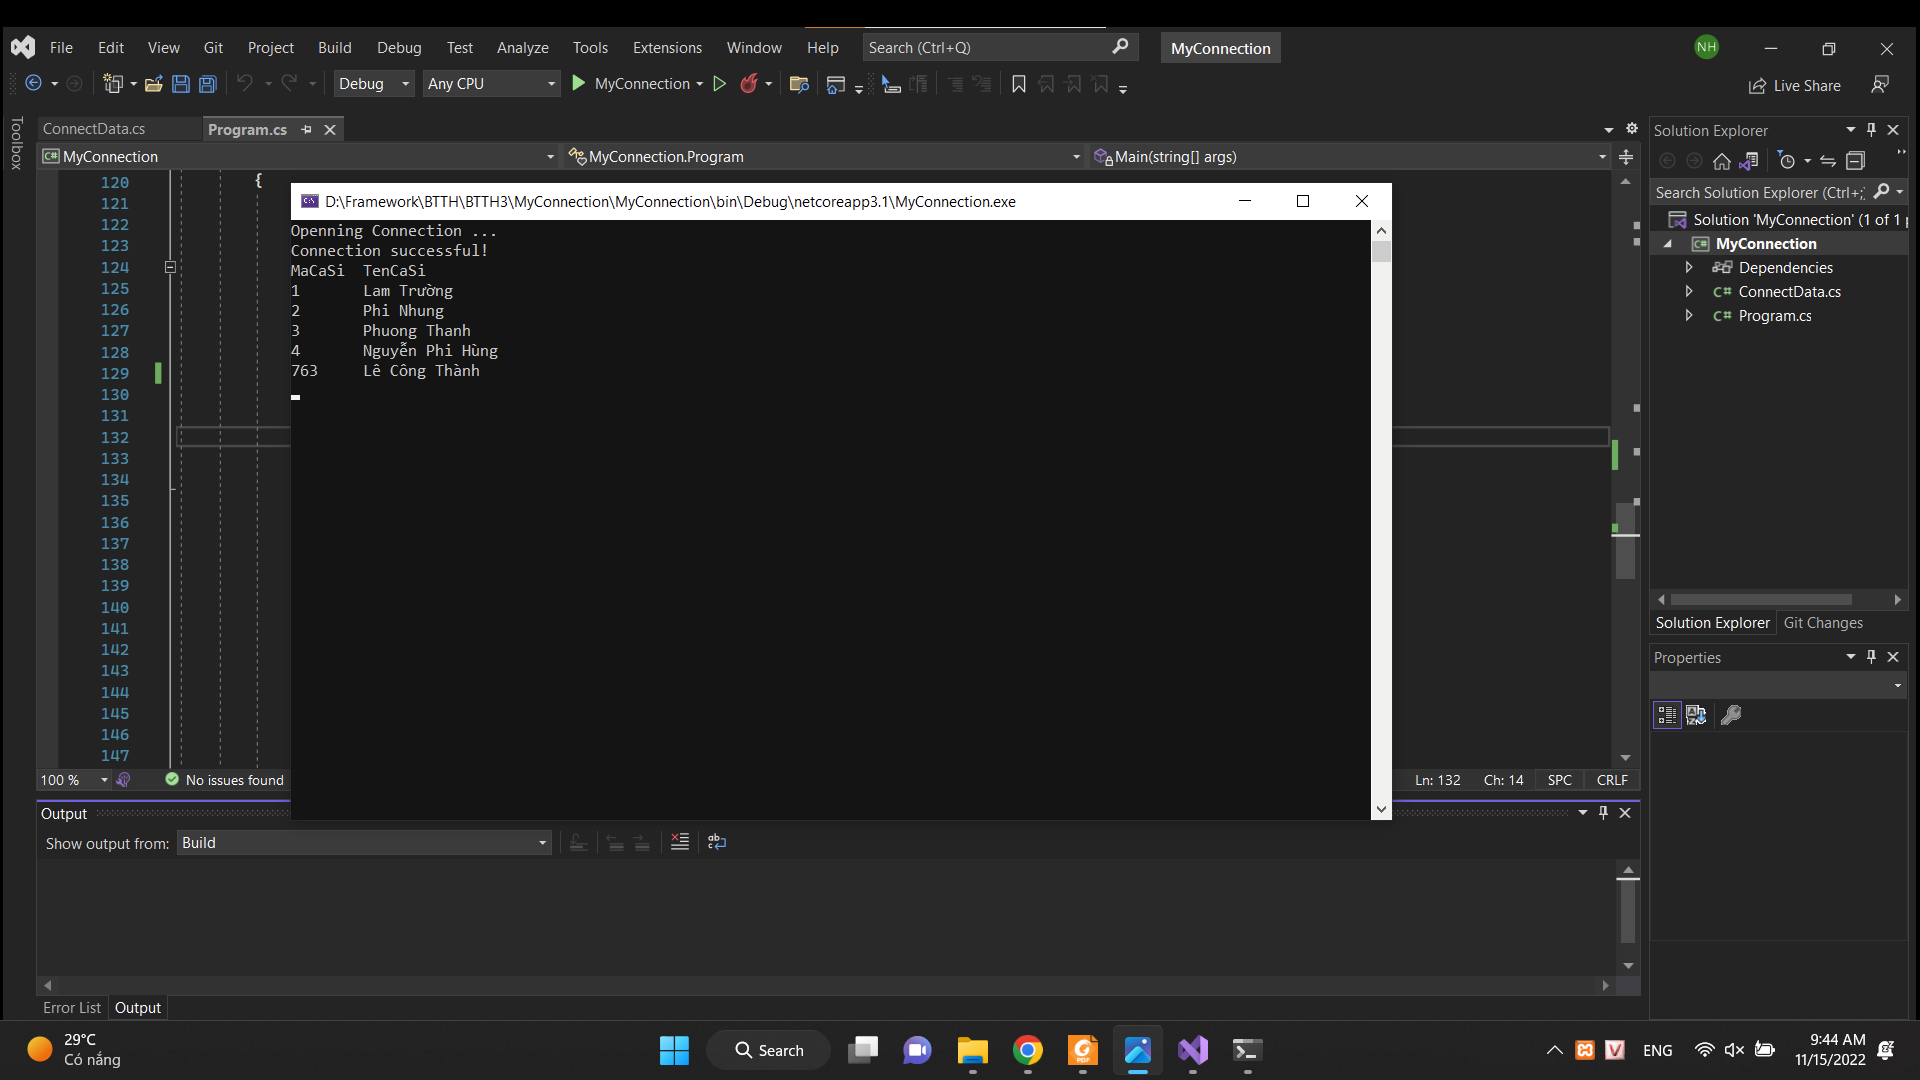 File Edit View Git Project Build Debug Test Analyze Tools Extensions Window Help Search (Ctrl+Q) MyConnection NH
Debug Any CPU MyConnection Live Share
Toolbox
ConnectData.cs Program.cs
MyConnection MyConnection.Program Main(string[] args)
120 {
121
122
123
124
125
126
127
128
129
130
131
132
133
134
135
136
137
138
139
140
141
142
143
144
145
146
147
D:\Framework\BTTH\BTTH3\MyConnection\MyConnection\bin\Debug\netcoreapp3.1\MyConnection.exe
Openning Connection ...
Connection successful!
MaCaSi TenCaSi
1 Lam Trường
2 Phi Nhung
3 Phuong Thanh
4 Nguyễn Phi Hùng
763 Lê Công Thành
100 % No issues found Ln: 132 Ch: 14 SPC CRLF
Output
Show output from: Build
Error List Output
Solution Explorer
Search Solution Explorer (Ctrl+;
Solution 'MyConnection' (1 of 1 p
MyConnection
Dependencies
C# ConnectData.cs
C# Program.cs
Solution Explorer Git Changes
Properties
29°C
Có nắng
Search
ENG
9:44 AM
11/15/2022